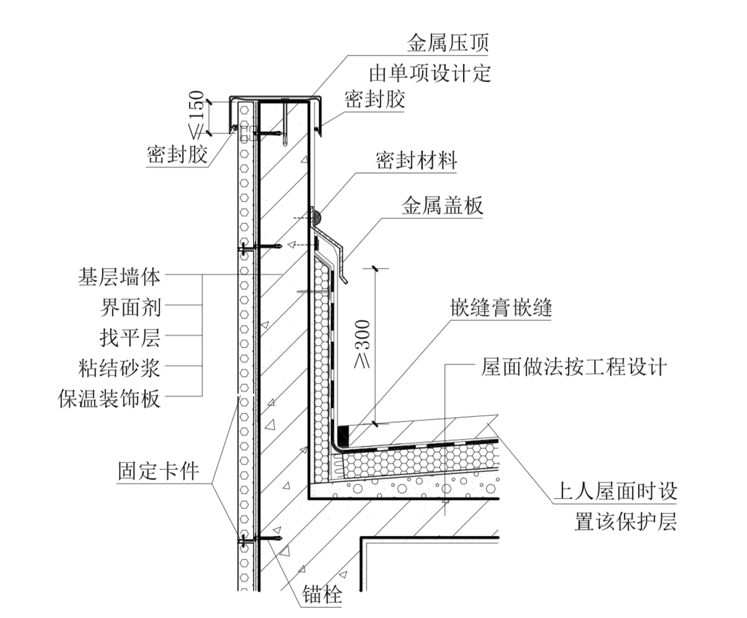 金属压顶
由单项设计定
密封胶
≤150
密封胶
密封材料
金属盖板
基层墙体
界面剂
找平层
粘结砂浆
保温装饰板
≥300
嵌缝膏嵌缝
屋面做法按工程设计
固定卡件
上人屋面时设
置该保护层
锚栓